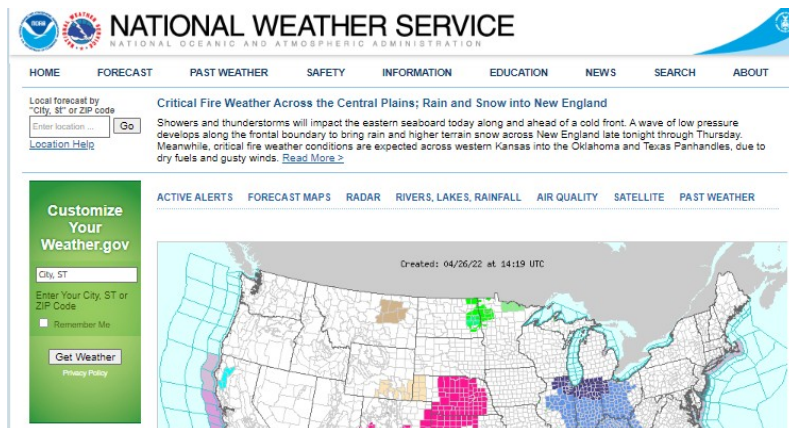 NATIONAL WEATHER SERVICE
NATIONAL OCEANIC AND ATMOSPHERIC ADMINISTRATION
HOME FORECAST PAST WEATHER SAFETY INFORMATION EDUCATION NEWS SEARCH ABOUT
Local forecast by
"City, St" or ZIP code
Enter location ... Go
Location Help
Critical Fire Weather Across the Central Plains; Rain and Snow into New England
Showers and thunderstorms will impact the eastern seaboard today along and ahead of a cold front. A wave of low pressure
develops along the frontal boundary to bring rain and higher terrain snow across New England late tonight through Thursday.
Meanwhile, critical fire weather conditions are expected across western Kansas into the Oklahoma and Texas Panhandles, due to
dry fuels and gusty winds. Read More >
Customize
Your
Weather.gov
City, ST
Enter Your City, ST or
ZIP Code
Remember Me
Get Weather
Privacy Policy
ACTIVE ALERTS FORECAST MAPS RADAR RIVERS, LAKES, RAINFALL AIR QUALITY SATELLITE PAST WEATHER
Created: 04/26/22 at 14:19 UTC